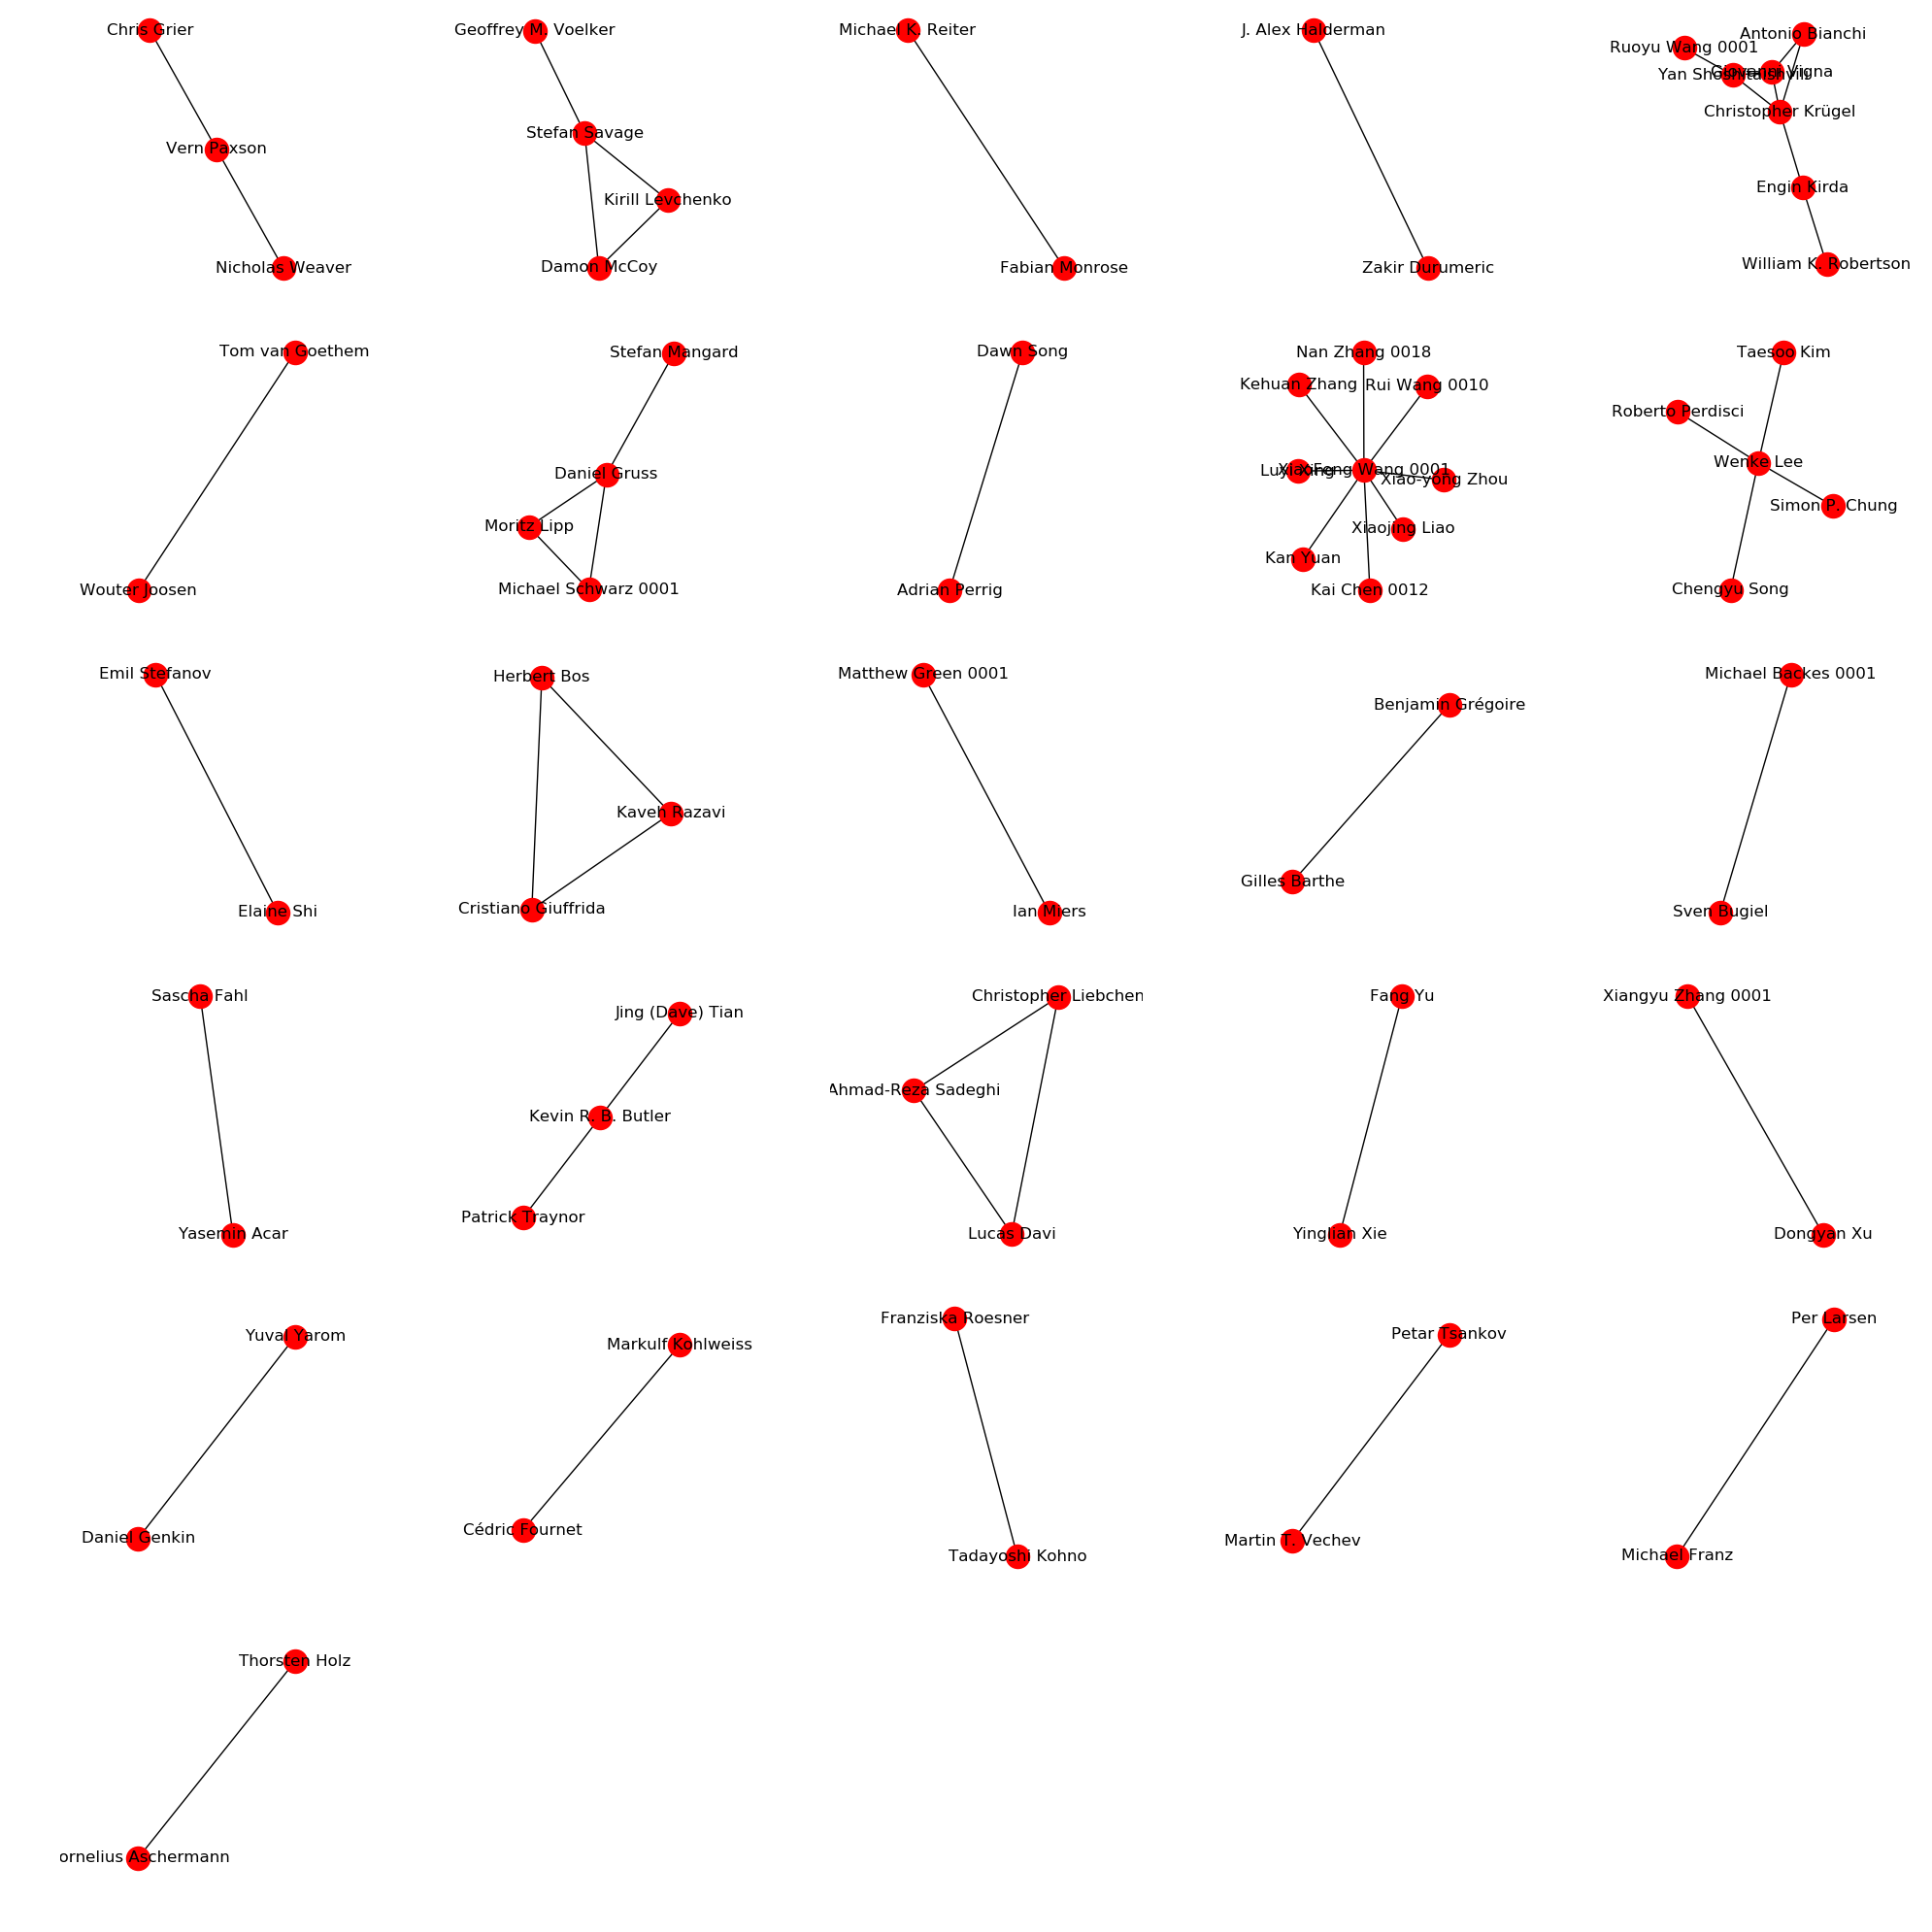 Chris Grier
Vern Paxson
Nicholas Weaver
Geoffrey M. Voelker
Stefan Savage
Kirill Levchenko
Damon McCoy
Michael K. Reiter
Fabian Monrose
J. Alex Halderman
Zakir Durumeric
Antonio Bianchi
Ruoyu Wang 0001
Giovanni Vigna
Yan Shoshitaishvili
Christopher Krügel
Engin Kirda
William K. Robertson
Tom van Goethem
Wouter Joosen
Stefan Mangard
Daniel Gruss
Moritz Lipp
Michael Schwarz 0001
Dawn Song
Adrian Perrig
Nan Zhang 0018
Kehuan Zhang
Rui Wang 0010
Luyi Xing
XiaoFeng Wang 0001
Xiao-yong Zhou
Xiaojing Liao
Kan Yuan
Kai Chen 0012
Taesoo Kim
Roberto Perdisci
Wenke Lee
Simon P. Chung
Chengyu Song
Emil Stefanov
Elaine Shi
Herbert Bos
Kaveh Razavi
Cristiano Giuffrida
Matthew Green 0001
Ian Miers
Benjamin Grégoire
Gilles Barthe
Michael Backes 0001
Sven Bugiel
Sascha Fahl
Yasemin Acar
Jing (Dave) Tian
Kevin R. B. Butler
Patrick Traynor
Christopher Liebchen
Ahmad-Reza Sadeghi
Lucas Davi
Fang Yu
Yinglian Xie
Xiangyu Zhang 0001
Dongyan Xu
Yuval Yarom
Daniel Genkin
Markulf Kohlweiss
Cédric Fournet
Franziska Roesner
Tadayoshi Kohno
Petar Tsankov
Martin T. Vechev
Per Larsen
Michael Franz
Thorsten Holz
ornelius Aschermann